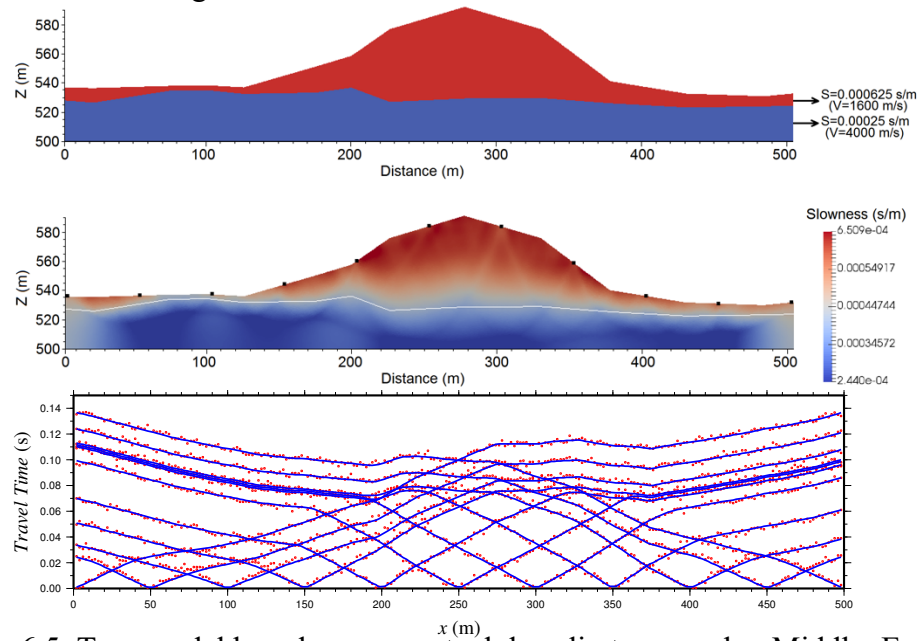 580
560
540
520
500
Z (m)
S=0.000625 s/m
(V=1600 m/s)
S=0.00025 s/m
(V=4000 m/s)
0 100 200 300 400 500
Distance (m)
Slowness (s/m)
6.509e-04
0.00054917
0.00044744
0.00034572
2.440e-04
580
560
540
520
500
Z (m)
0 100 200 300 400 500
Distance (m)
0.14
0.12
0.10
0.08
0.06
0.04
0.02
0.00
Travel Time (s)
0 50 100 150 200 250 300 350 400 450 500
x (m)